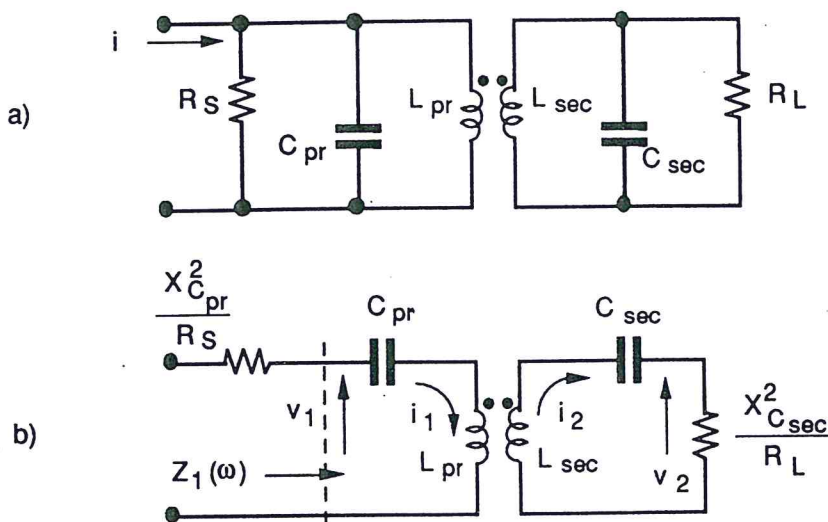 i
a)
R S
C pr
L pr
L sec
C sec
R L
X²C pr
R S
C pr
C sec
b)
v 1
i 1
i 2
Z 1 (ω)
L pr
L sec
v 2
X²C sec
R L